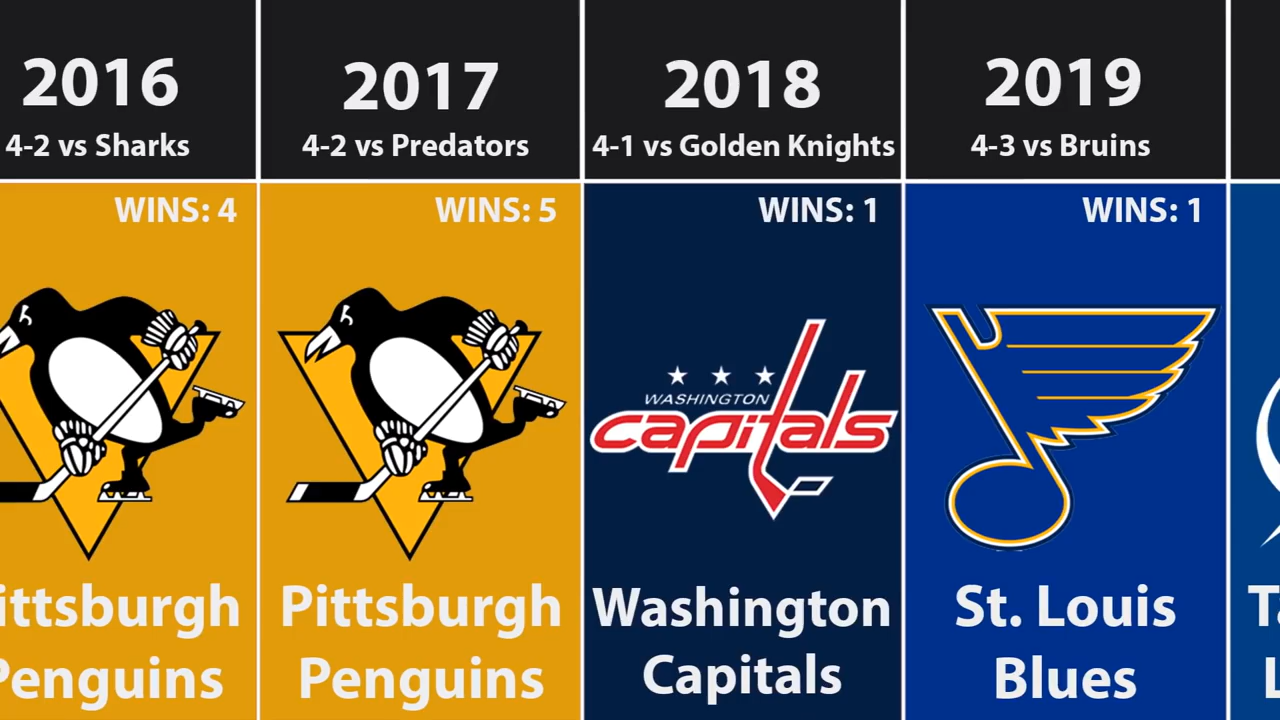 2016
4-2 vs Sharks
WINS: 4
ittsburgh
Penguins
2017
4-2 vs Predators
WINS: 5
Pittsburgh
Penguins
2018
4-1 vs Golden Knights
WINS: 1
WASHINGTON
capitals
Washington
Capitals
2019
4-3 vs Bruins
WINS: 1
St. Louis
Blues